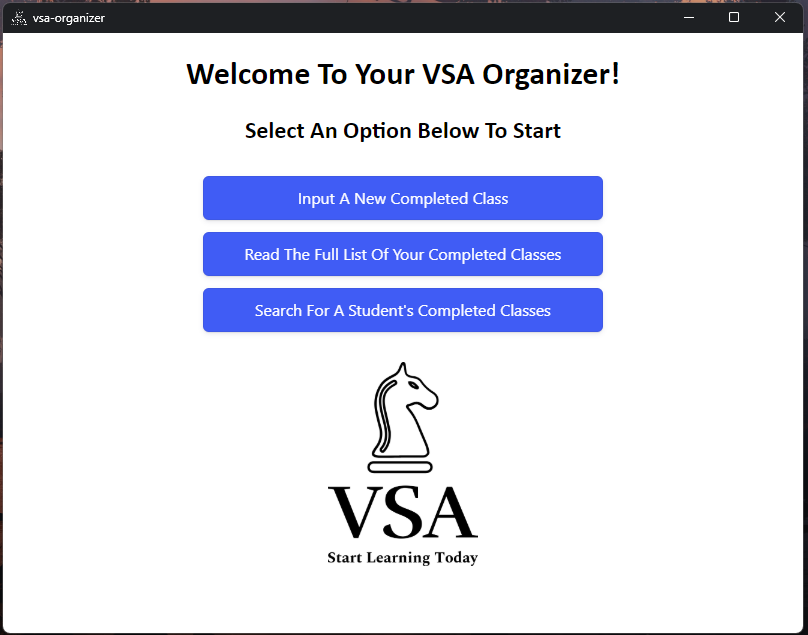 vsa-organizer
Welcome To Your VSA Organizer!
Select An Option Below To Start
Input A New Completed Class
Read The Full List Of Your Completed Classes
Search For A Student's Completed Classes
VSA
Start Learning Today